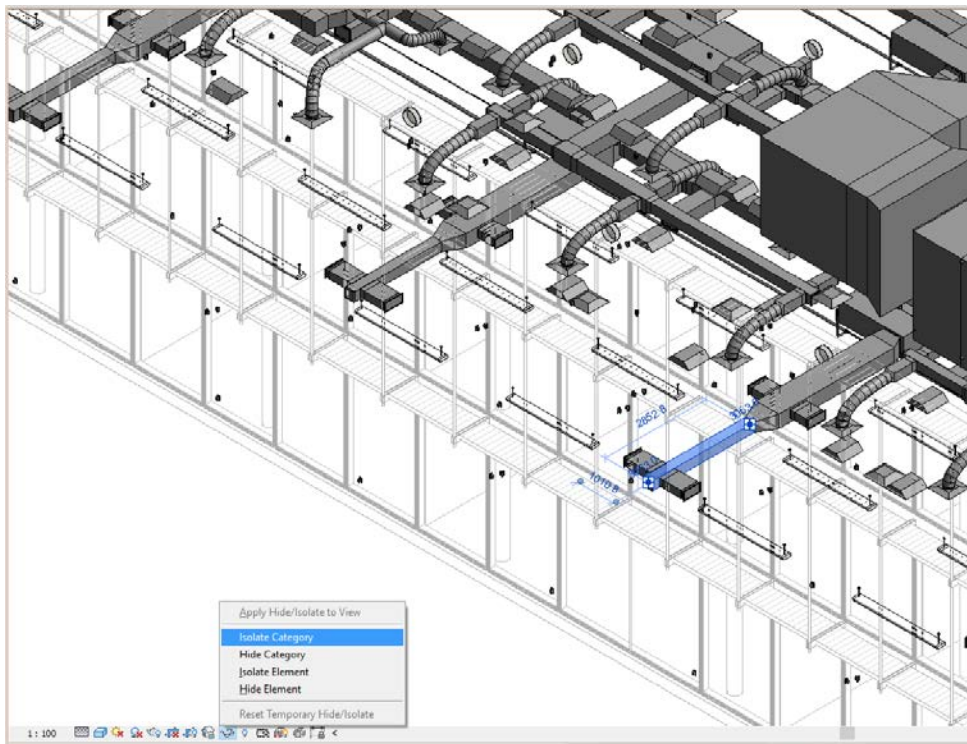 2852.8
1010.8
Apply Hide/Isolate to View
Isolate Category
Hide Category
Isolate Element
Hide Element
Reset Temporary Hide/Isolate
1 : 100
<